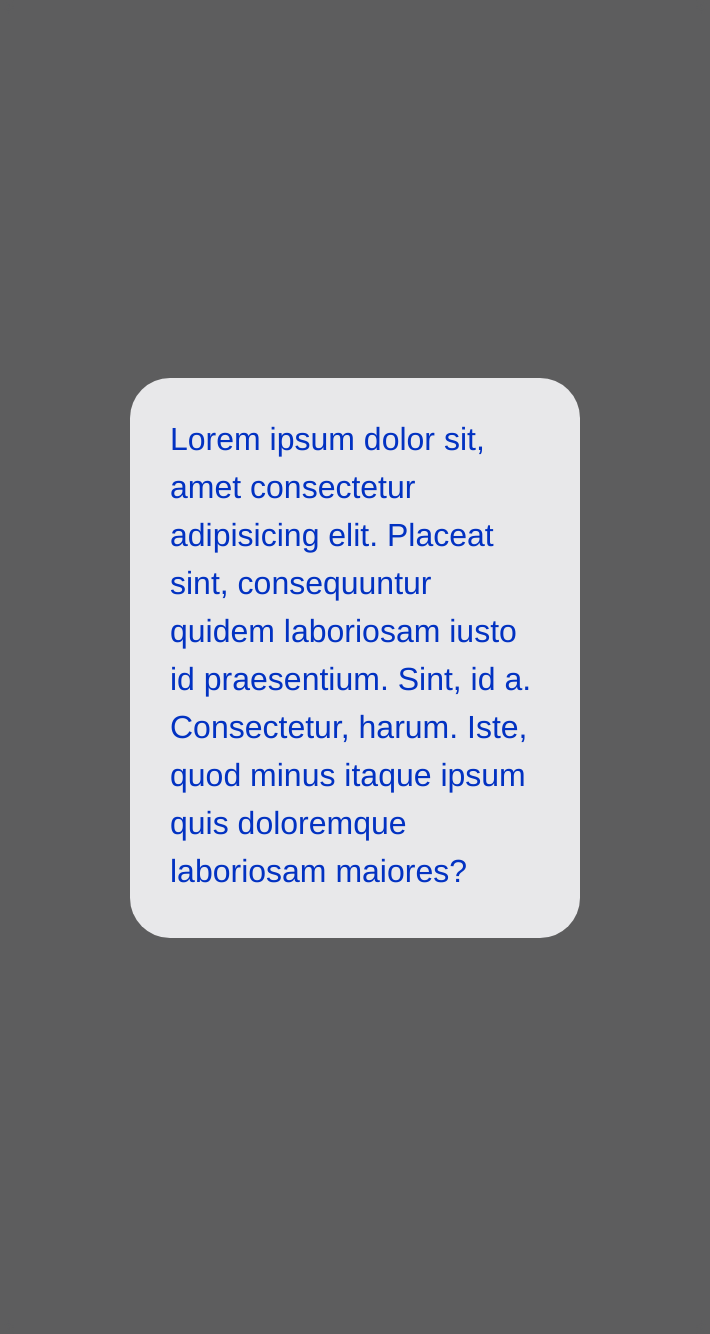 Lorem ipsum dolor sit,
amet consectetur
adipisicing elit. Placeat
sint, consequuntur
quidem laboriosam iusto
id praesentium. Sint, id a.
Consectetur, harum. Iste,
quod minus itaque ipsum
quis doloremque
laboriosam maiores?